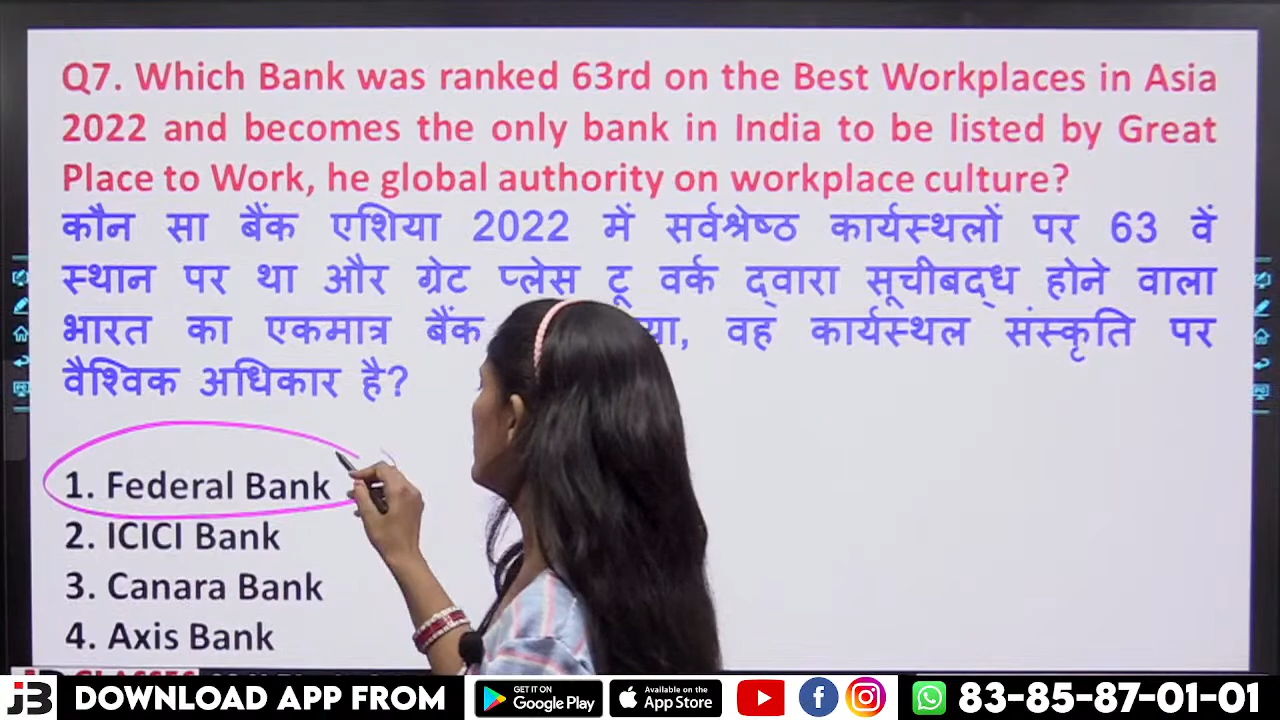 Q7. Which Bank was ranked 63rd on the Best Workplaces in Asia
2022 and becomes the only bank in India to be listed by Great
Place to Work, he global authority on workplace culture?
कौन सा बैंक एशिया 2022 में सर्वश्रेष्ठ कार्यस्थलों पर 63 वें
स्थान पर था और ग्रेट प्लेस टू वर्क द्वारा सूचीबद्ध होने वाला
भारत का एकमात्र बैंक वह कार्यस्थल संस्कृति पर
वैश्विक अधिकार है?
1. Federal Bank
2. ICICI Bank
3. Canara Bank
4. Axis Bank
JB DOWNLOAD APP FROM GET IT ON Google Play Available on the App Store 83-85-87-01-01